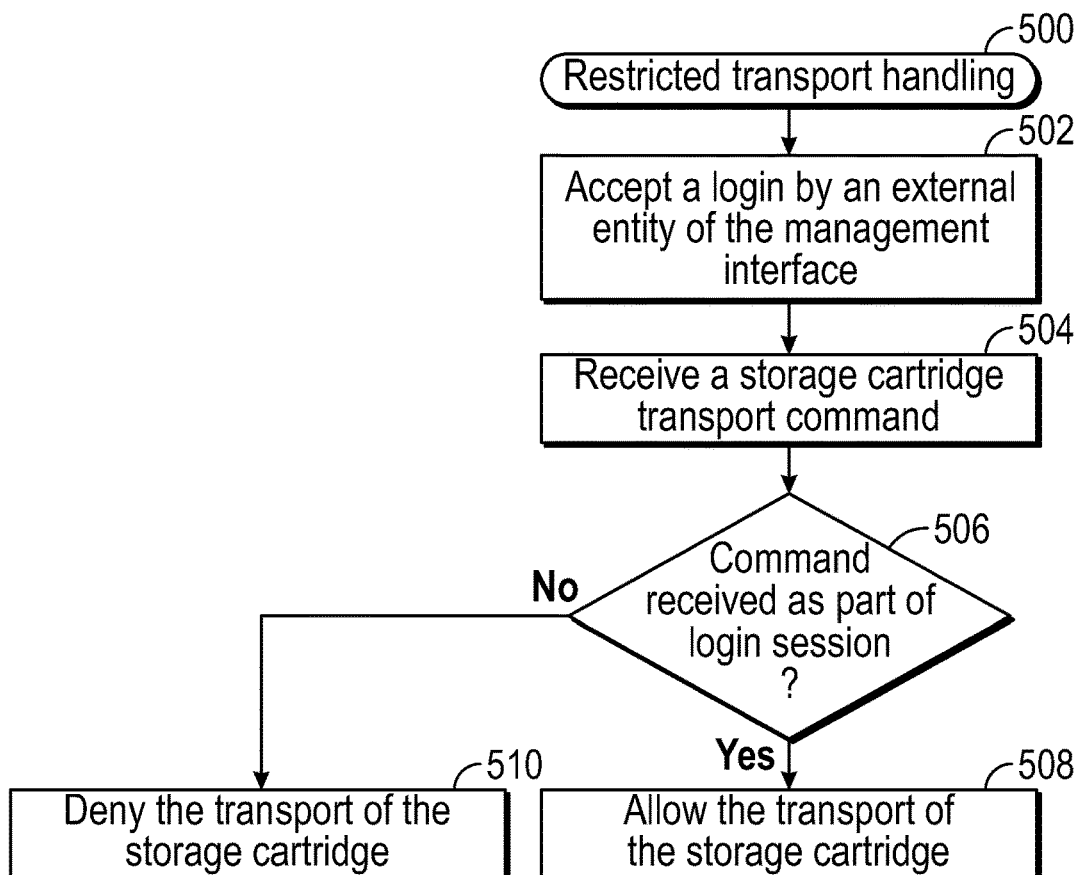 500
Restricted transport handling
502
Accept a login by an external
entity of the management
interface
504
Receive a storage cartridge
transport command
506
Command
received as part of
login session
?
No
Yes
510
Deny the transport of the
storage cartridge
508
Allow the transport of
the storage cartridge